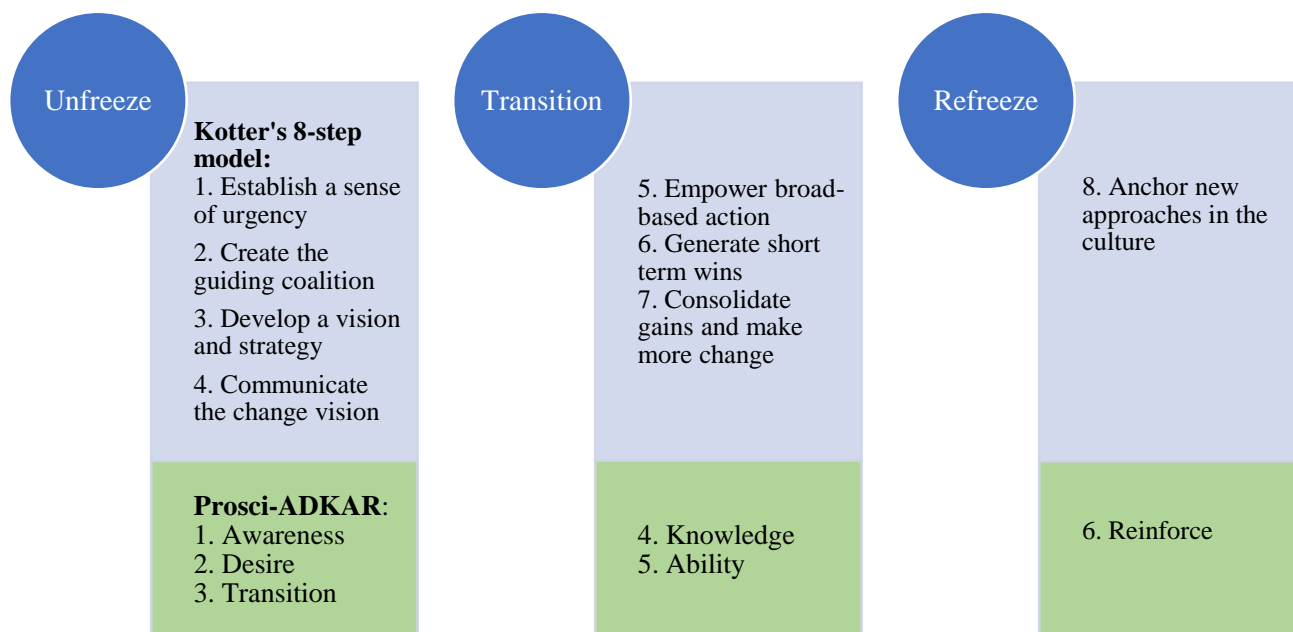 Unfreeze
Kotter's 8-step
model:
1. Establish a sense
of urgency
2. Create the
guiding coalition
3. Develop a vision
and strategy
4. Communicate
the change vision
Prosci-ADKAR:
1. Awareness
2. Desire
3. Transition
Transition
5. Empower broad-
based action
6. Generate short
term wins
7. Consolidate
gains and make
more change
4. Knowledge
5. Ability
Refreeze
8. Anchor new
approaches in the
culture
6. Reinforce